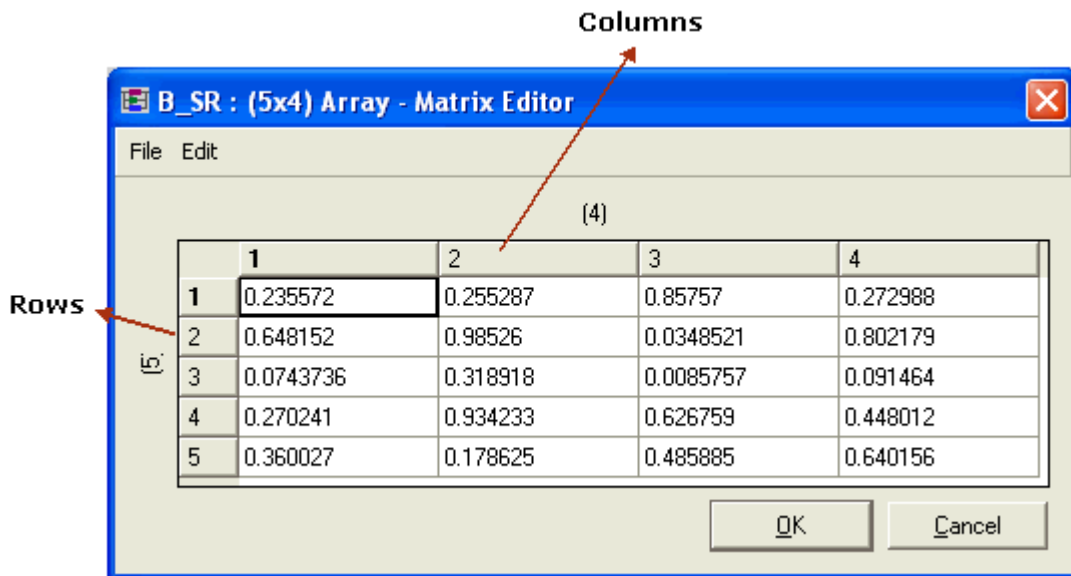 Columns
B_SR : (5x4) Array - Matrix Editor
File Edit
(4)
1 2 3 4
Rows
(5)
1 0.235572 0.255287 0.85757 0.272988
2 0.648152 0.98526 0.0348521 0.802179
3 0.0743736 0.318918 0.0085757 0.091464
4 0.270241 0.934233 0.626759 0.448012
5 0.360027 0.178625 0.485885 0.640156
OK Cancel